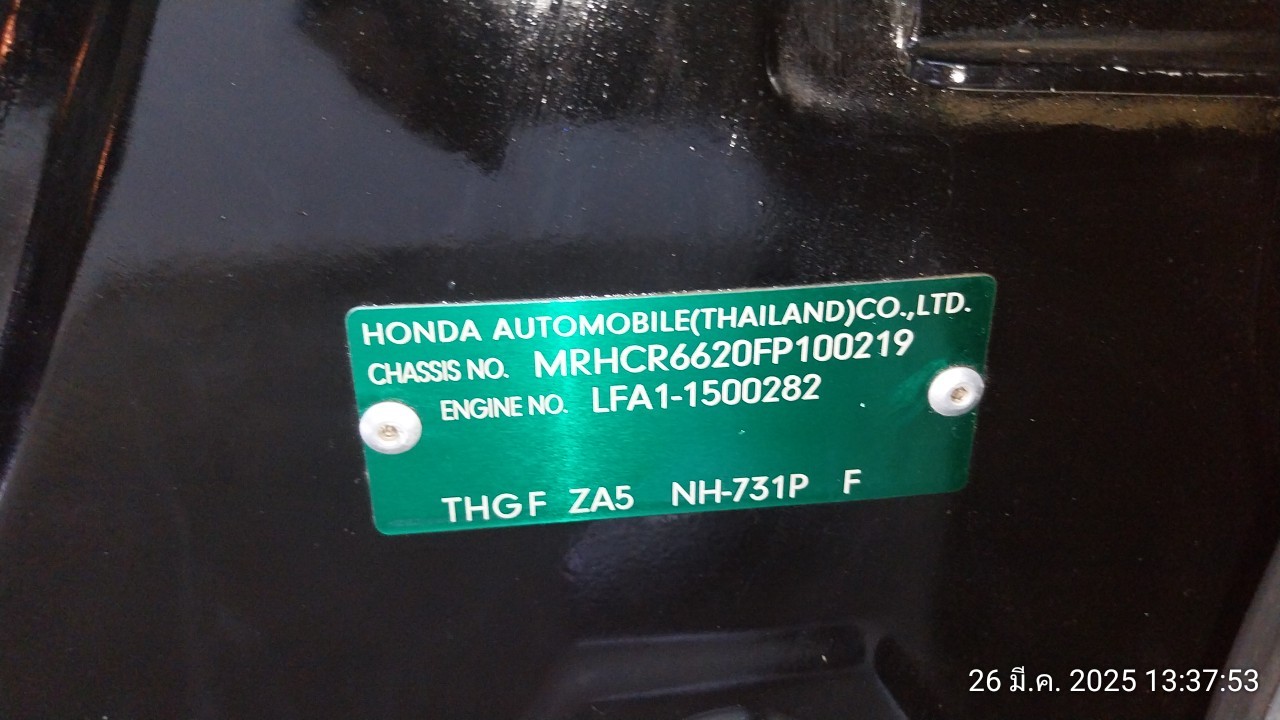 HONDA AUTOMOBILE(THAILAND)CO.,LTD.
CHASSIS NO. MRHCR6620FP100219
ENGINE NO. LFA1-1500282
THGF ZA5 NH-731P F
26 มี.ค. 2025 13:37:53